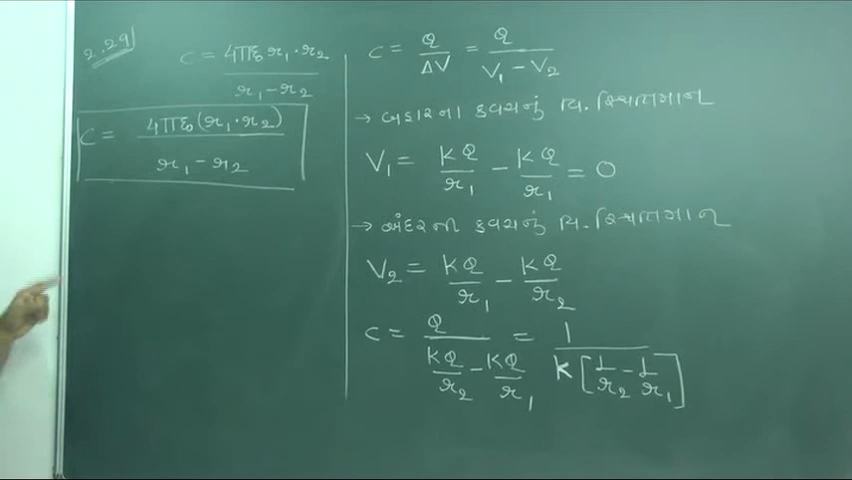 2.29
C = 4πε₀ r₁·r₂ / r₁ - r₂
C = 4πε₀(r₁·r₂) / r₁ - r₂
C = Q / ΔV = Q / V₁ - V₂
→ બહારના કવચનું વિ. સ્થિતિમાન
V₁ = KQ / r₁ - KQ / r₁ = 0
→ અંદરના કવચનું વિ. સ્થિતિમાન
V₂ = KQ / r₁ - KQ / r₂
C = Q / KQ / r₂ - KQ / r₁ = 1 / K [1 / r₂ - 1 / r₁]